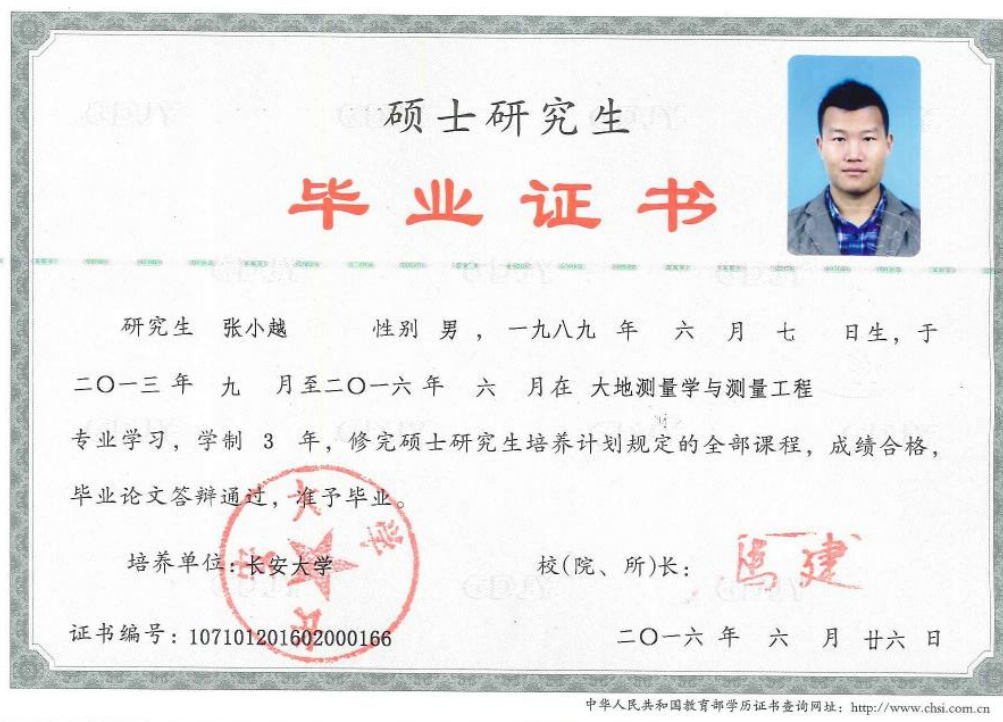 硕士研究生
毕业证书
研究生 张小越 性别 男 ， 一九八九 年 六 月 七 日生，于
二〇一三 年 九 月至二〇一六 年 六 月在 大地测量学与测量工程
专业学习，学制 3 年，修完硕士研究生培养计划规定的全部课程，成绩合格，
毕业论文答辩通过，准予毕业。
培养单位：长安大学 校(院、所)长：
证书编号：107101201602000166 二〇一六 年 六 月 廿六 日
中华人民共和国教育部学历证书查询网址：http://www.chsi.com.cn